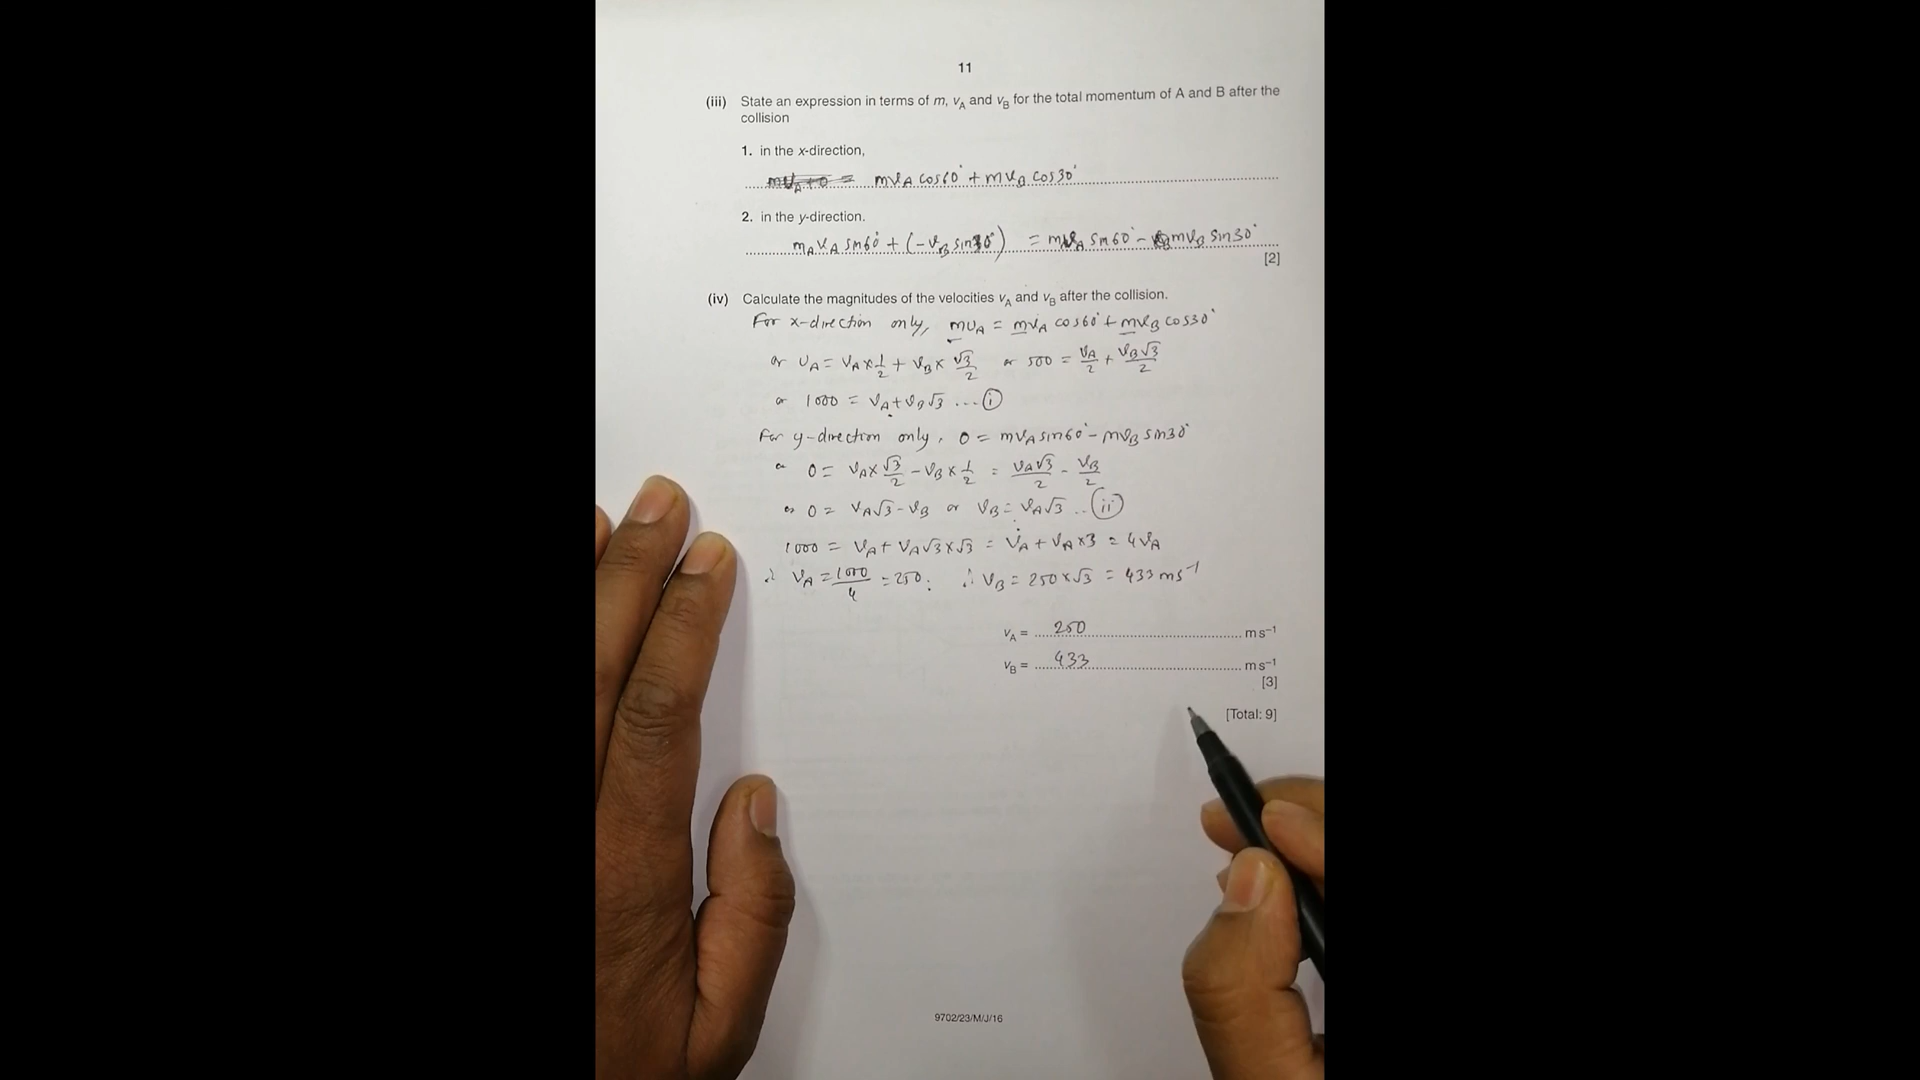 11
(iii) State an expression in terms of m, vA and vB for the total momentum of A and B after the
collision
1. in the x-direction,
mvA cos60° + mvB cos30°
2. in the y-direction.
mAvA sin60° + (-vB sin30°) = mvA sin60° - mvB sin30°
[2]
(iv) Calculate the magnitudes of the velocities vA and vB after the collision.
For x-direction only, muA = mvA cos60° + mvB cos30°
or uA = vA × 1/2 + vB × √3/2 or 500 = vA/2 + vB√3/2
or 1000 = vA + vB√3 ... (i)
For y-direction only, 0 = mvA sin60° - mvB sin30°
or 0 = vA × √3/2 - vB × 1/2 = vA√3/2 - vB/2
or 0 = vA√3 - vB or vB = vA√3 .. (ii)
1000 = vA + vA√3 × √3 = vA + vA × 3 = 4vA
∴ vA = 1000/4 = 250. ∴ vB = 250 × √3 = 433 ms⁻¹
vA = 250 m s⁻¹
vB = 433 m s⁻¹
[3]
[Total: 9]
9702/23/M/J/16